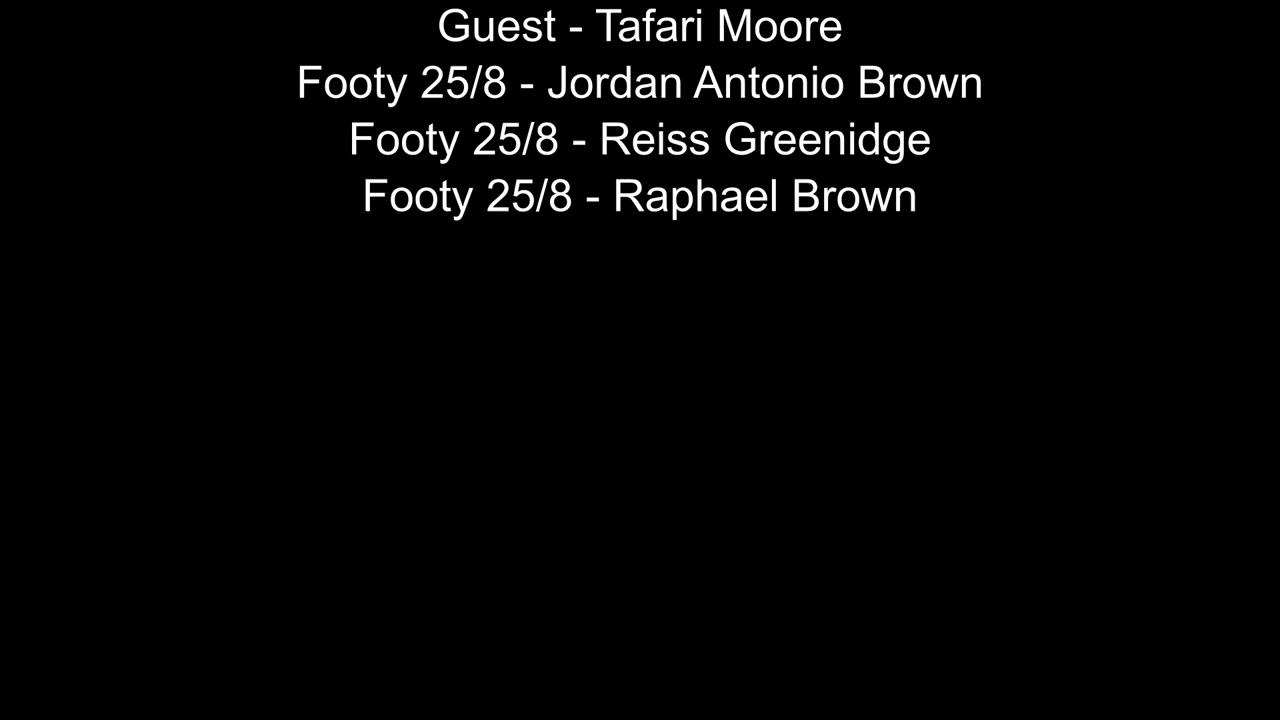 Guest - Tafari Moore
Footy 25/8 - Jordan Antonio Brown
Footy 25/8 - Reiss Greenidge
Footy 25/8 - Raphael Brown